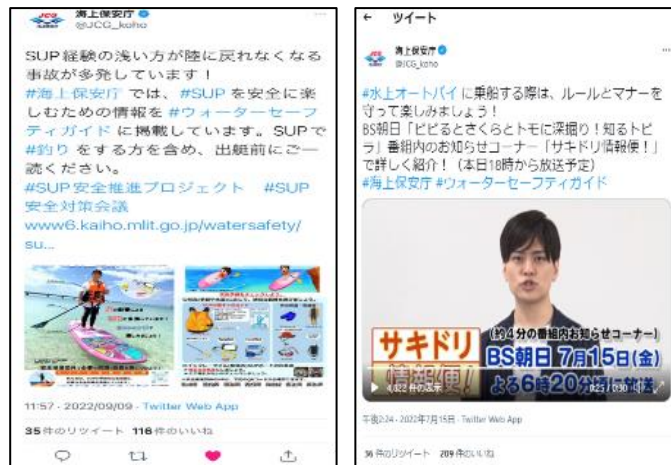 海上保安庁
@JCG_koho
SUP経験の浅い方が陸に戻れなくなる
事故が多発しています！
#海上保安庁 では、#SUP を安全に楽
しむための情報を #ウォーターセーフ
ティガイド に掲載しています。SUPで
#釣り をする方を含め、出艇前にご一
読ください。
#SUP安全推進プロジェクト #SUP
安全対策会議
www6.kaiho.mlit.go.jp/watersafety/
su...
11:57・2022/09/09・Twitter Web App
35件のリツイート 116件のいいね
← ツイート
海上保安庁
@JCG_koho
#水上オートバイ に乗船する際は、ルールとマナーを
守って楽しみましょう！
BS朝日「ビビるとさくらとトモに深掘り！知るトビ
ラ」番組内のお知らせコーナー「サキドリ情報便！」
で詳しく紹介！（本日18時から放送予定）
#海上保安庁 #ウォーターセーフティガイド
(約4分の番組内お知らせコーナー)
サキドリ
情報便！
BS朝日 7月15日(金)
よる6時20分頃に放送
4,022 件の表示
0:25 / 0:30
午後2:24・2022年7月15日・Twitter Web App
36 件のリツイート 209 件のいいね